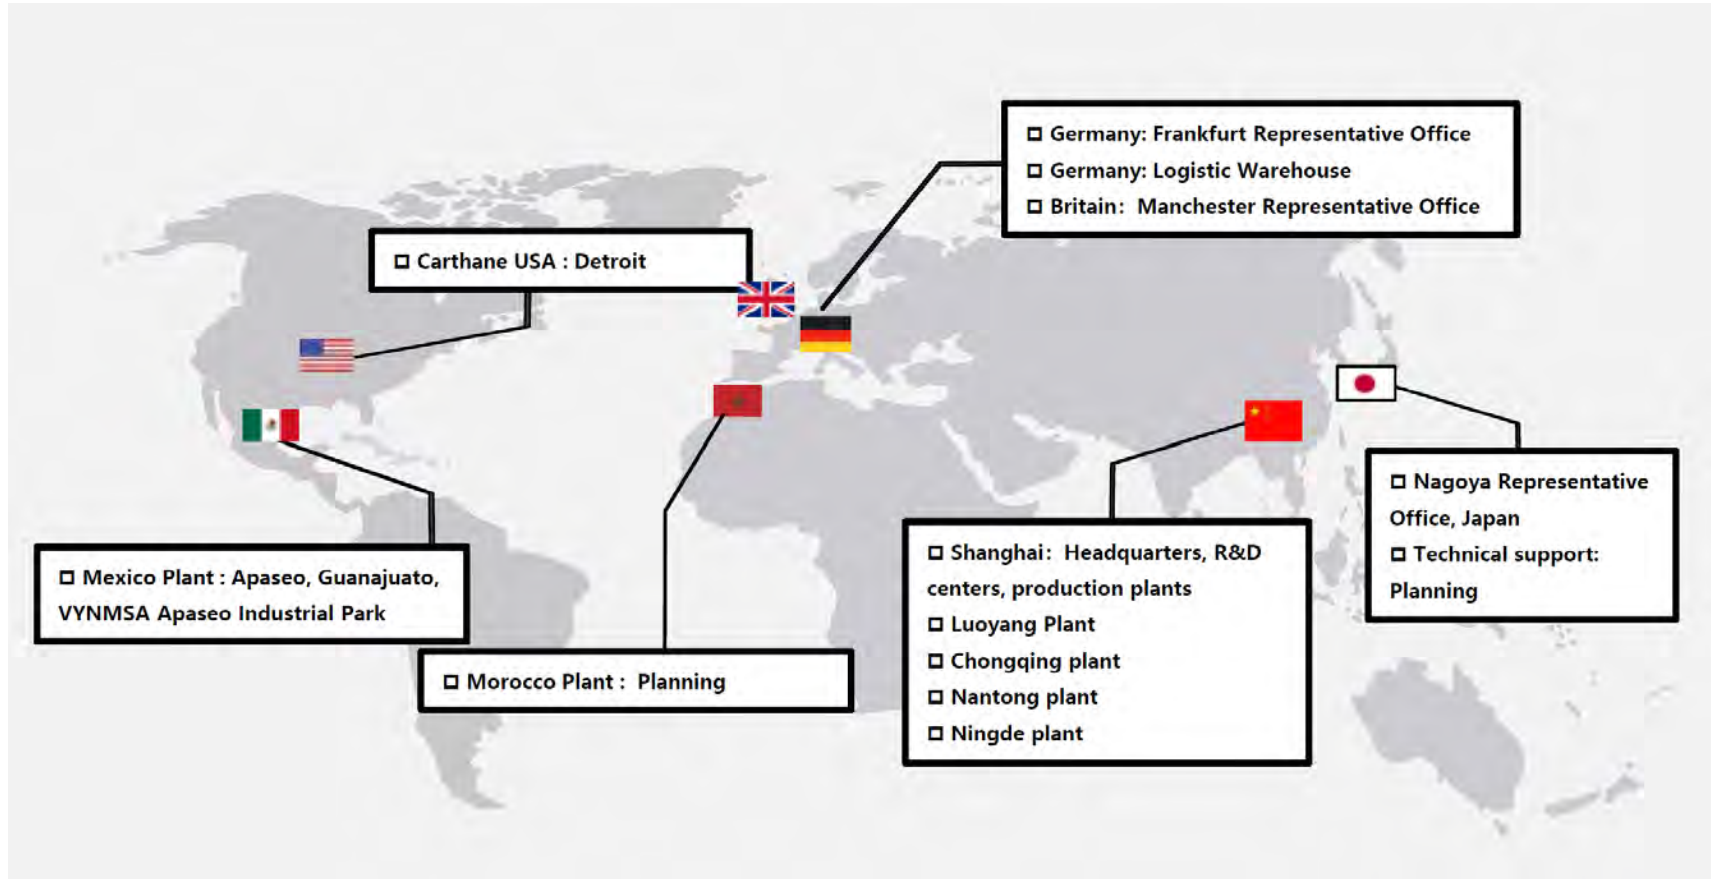 □ Germany: Frankfurt Representative Office
□ Germany: Logistic Warehouse
□ Britain： Manchester Representative Office
□ Carthane USA : Detroit
□ Mexico Plant : Apaseo, Guanajuato,
VYNMSA Apaseo Industrial Park
□ Morocco Plant : Planning
□ Shanghai： Headquarters, R&D
centers, production plants
□ Luoyang Plant
□ Chongqing plant
□ Nantong plant
□ Ningde plant
□ Nagoya Representative
Office, Japan
□ Technical support:
Planning